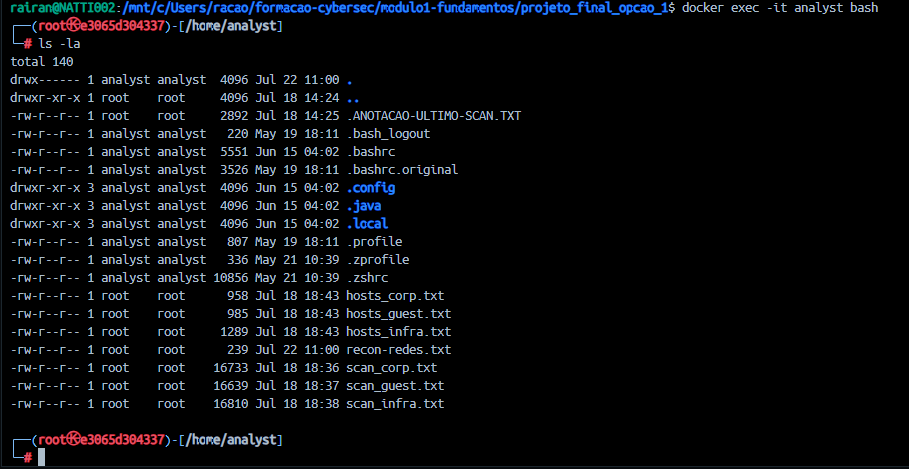 rairan@NATTI002:/mnt/c/Users/racao/formacao-cybersec/modulo1-fundamentos/projeto_final_opcao_1$ docker exec -it analyst bash
┌──(root㉿e3065d304337)-[/home/analyst]
└─# ls -la
total 140
drwx------ 1 analyst analyst  4096 Jul 22 11:00 .
drwxr-xr-x 1 root    root     4096 Jul 18 14:24 ..
-rw-r--r-- 1 root    root     2892 Jul 18 14:25 .ANOTACAO-ULTIMO-SCAN.TXT
-rw-r--r-- 1 analyst analyst   220 May 19 18:11 .bash_logout
-rw-r--r-- 1 analyst analyst  5551 Jun 15 04:02 .bashrc
-rw-r--r-- 1 analyst analyst  3526 May 19 18:11 .bashrc.original
drwxr-xr-x 3 analyst analyst  4096 Jun 15 04:02 .config
drwxr-xr-x 3 analyst analyst  4096 Jun 15 04:02 .java
drwxr-xr-x 3 analyst analyst  4096 Jun 15 04:02 .local
-rw-r--r-- 1 analyst analyst   807 May 19 18:11 .profile
-rw-r--r-- 1 analyst analyst   336 May 21 10:39 .zprofile
-rw-r--r-- 1 analyst analyst 10856 May 21 10:39 .zshrc
-rw-r--r-- 1 root    root      958 Jul 18 18:43 hosts_corp.txt
-rw-r--r-- 1 root    root      985 Jul 18 18:43 hosts_guest.txt
-rw-r--r-- 1 root    root     1289 Jul 18 18:43 hosts_infra.txt
-rw-r--r-- 1 root    root      239 Jul 22 11:00 recon-redes.txt
-rw-r--r-- 1 root    root    16733 Jul 18 18:36 scan_corp.txt
-rw-r--r-- 1 root    root    16639 Jul 18 18:37 scan_guest.txt
-rw-r--r-- 1 root    root    16810 Jul 18 18:38 scan_infra.txt
┌──(root㉿e3065d304337)-[/home/analyst]
└─#